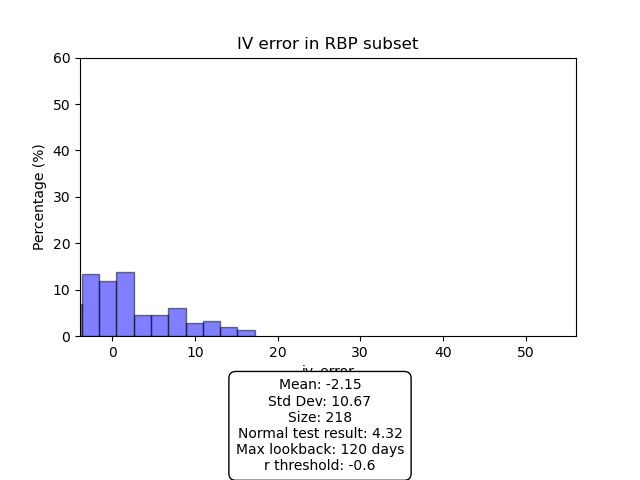 IV error in RBP subset
Percentage (%)
60
50
40
30
20
10
0
0 10 20 30 40 50
iv_error
Mean: -2.15
Std Dev: 10.67
Size: 218
Normal test result: 4.32
Max lookback: 120 days
r threshold: -0.6